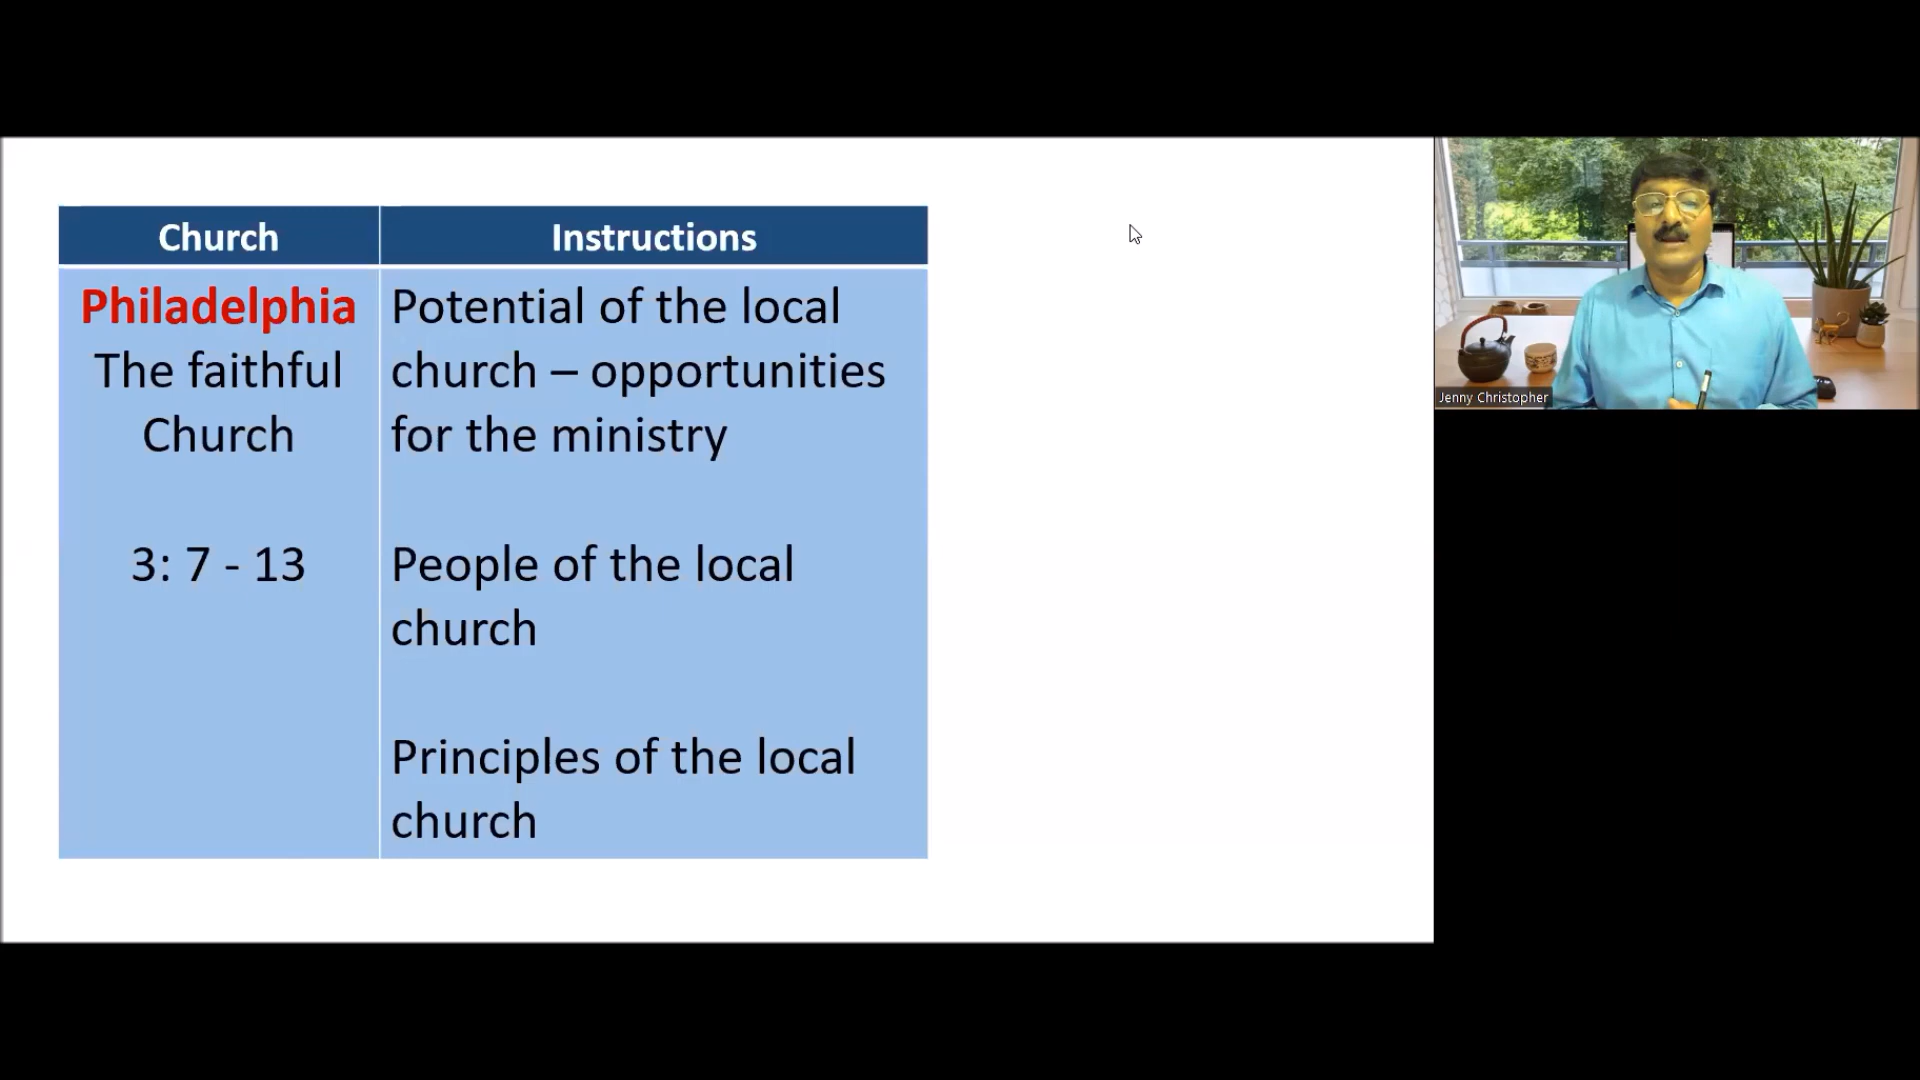 Church
Instructions
Philadelphia
The faithful
Church
3: 7 - 13
Potential of the local
church – opportunities
for the ministry
People of the local
church
Principles of the local
church
Jenny Christopher